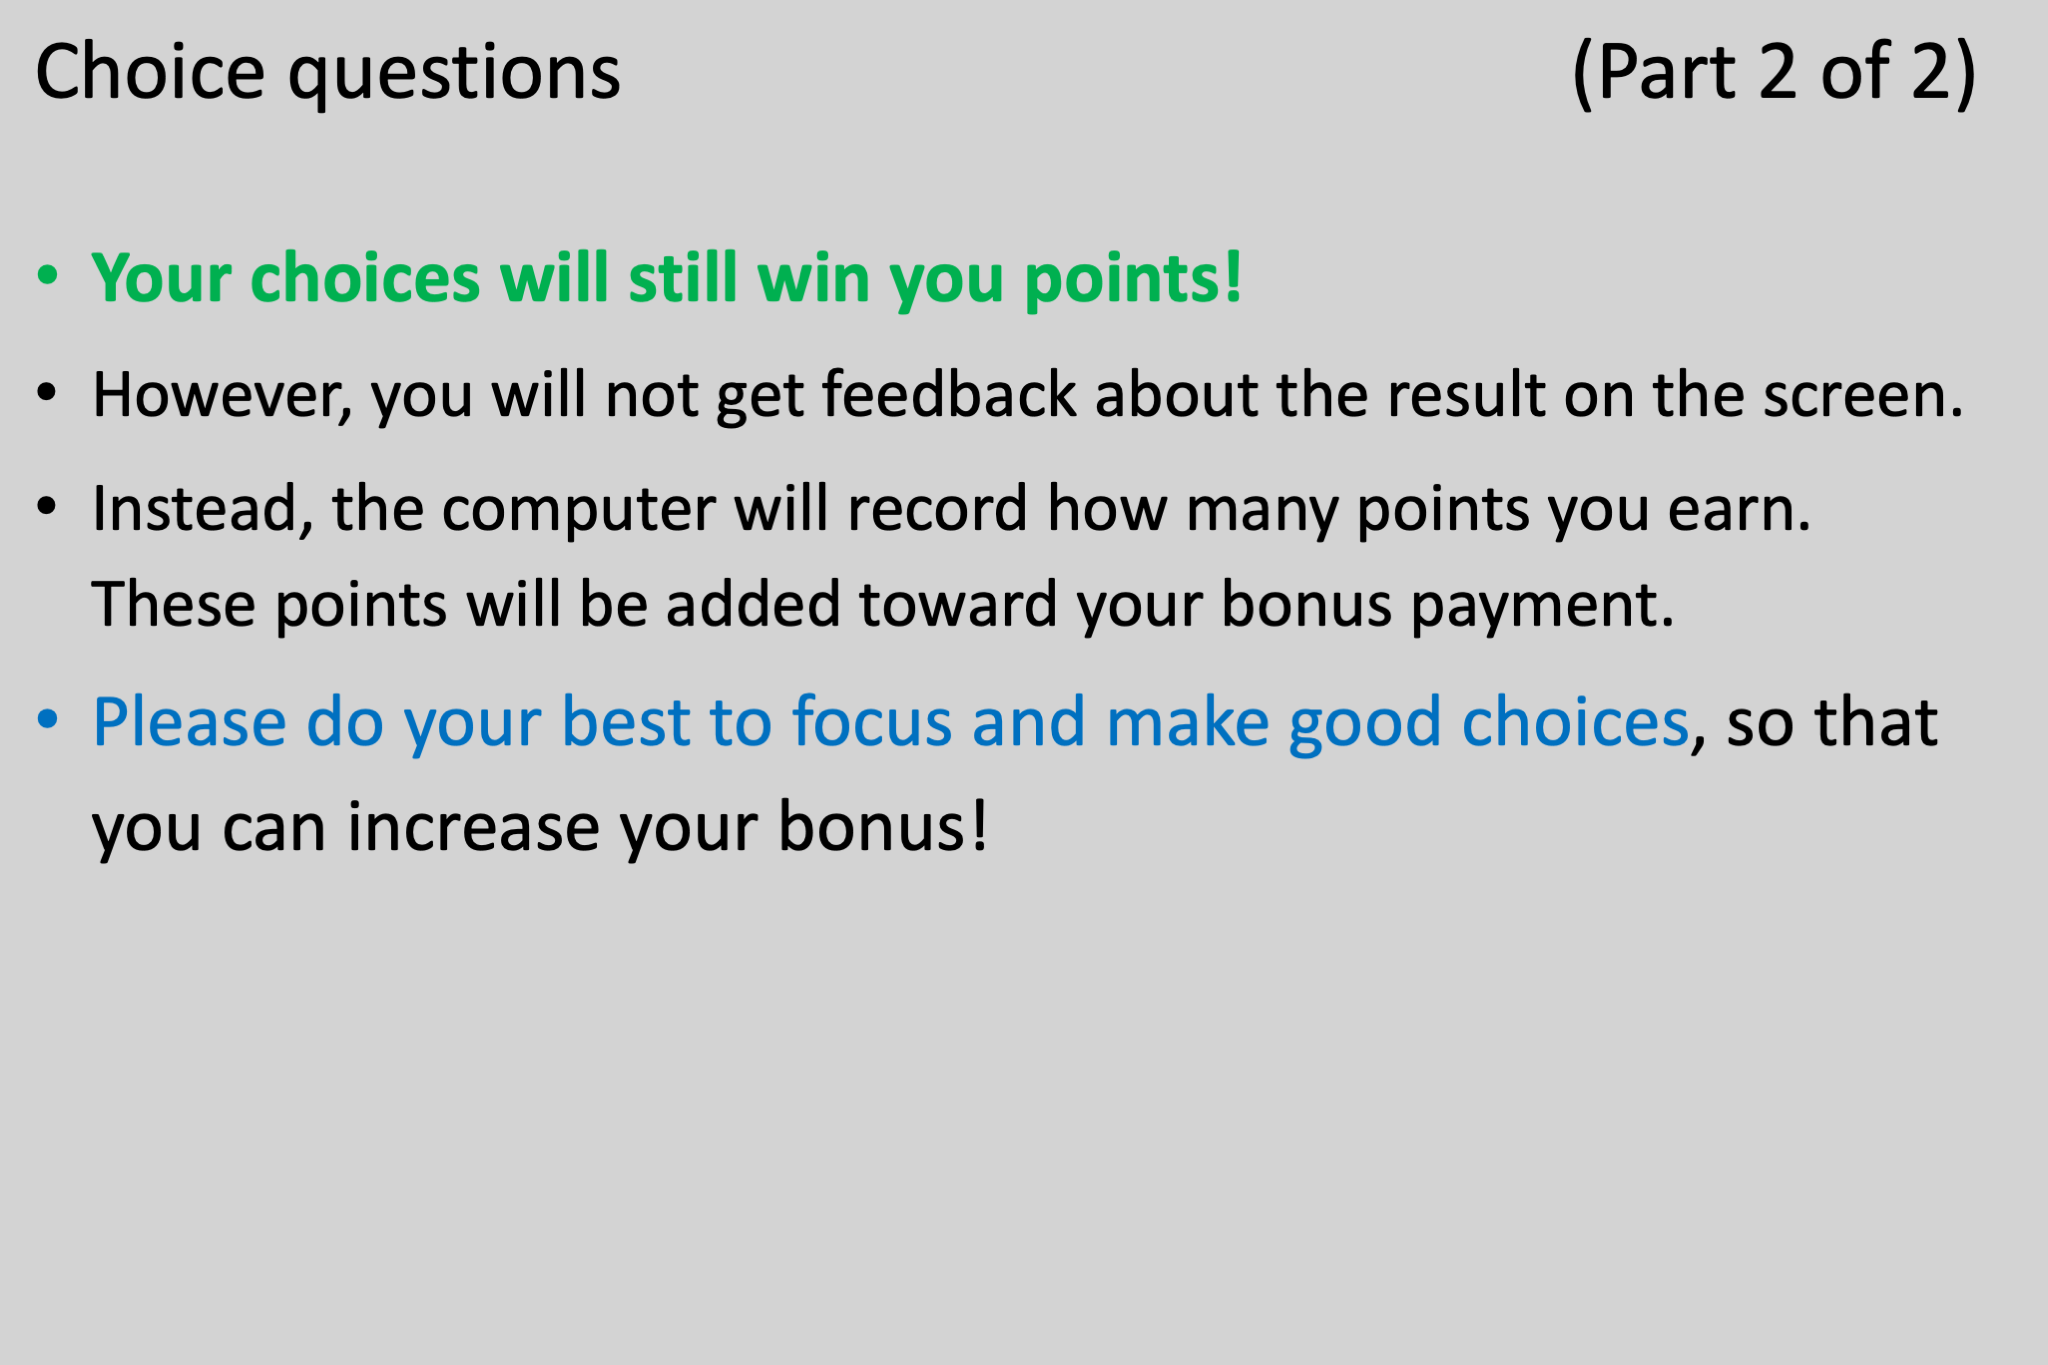 Choice questions (Part 2 of 2)
• Your choices will still win you points!
• However, you will not get feedback about the result on the screen.
• Instead, the computer will record how many points you earn.
These points will be added toward your bonus payment.
• Please do your best to focus and make good choices, so that
you can increase your bonus!